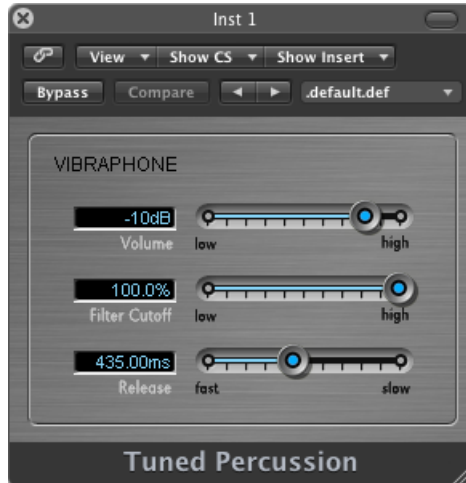 Inst 1
View Show CS Show Insert
Bypass Compare .default.def
VIBRAPHONE
-10dB
Volume low high
100.0%
Filter Cutoff low high
435.00ms
Release fast slow
Tuned Percussion